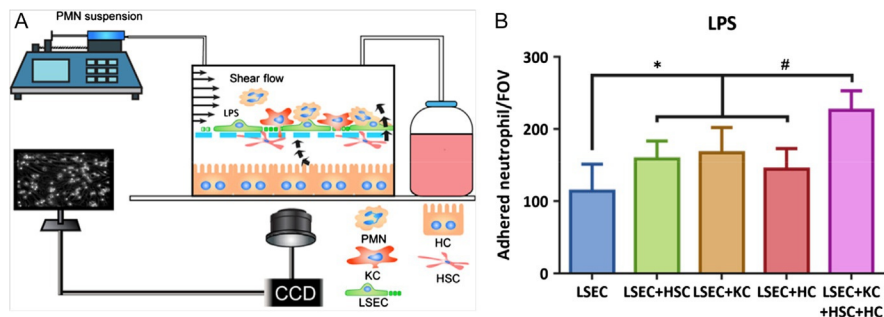 A
PMN suspension
Shear flow
LPS
PMN
HC
KC
HSC
LSEC
CCD
B
LPS
Adhered neutrophil/FOV
300
200
100
0
*
#
LSEC
LSEC+HSC
LSEC+KC
LSEC+HC
LSEC+KC
+HSC+HC